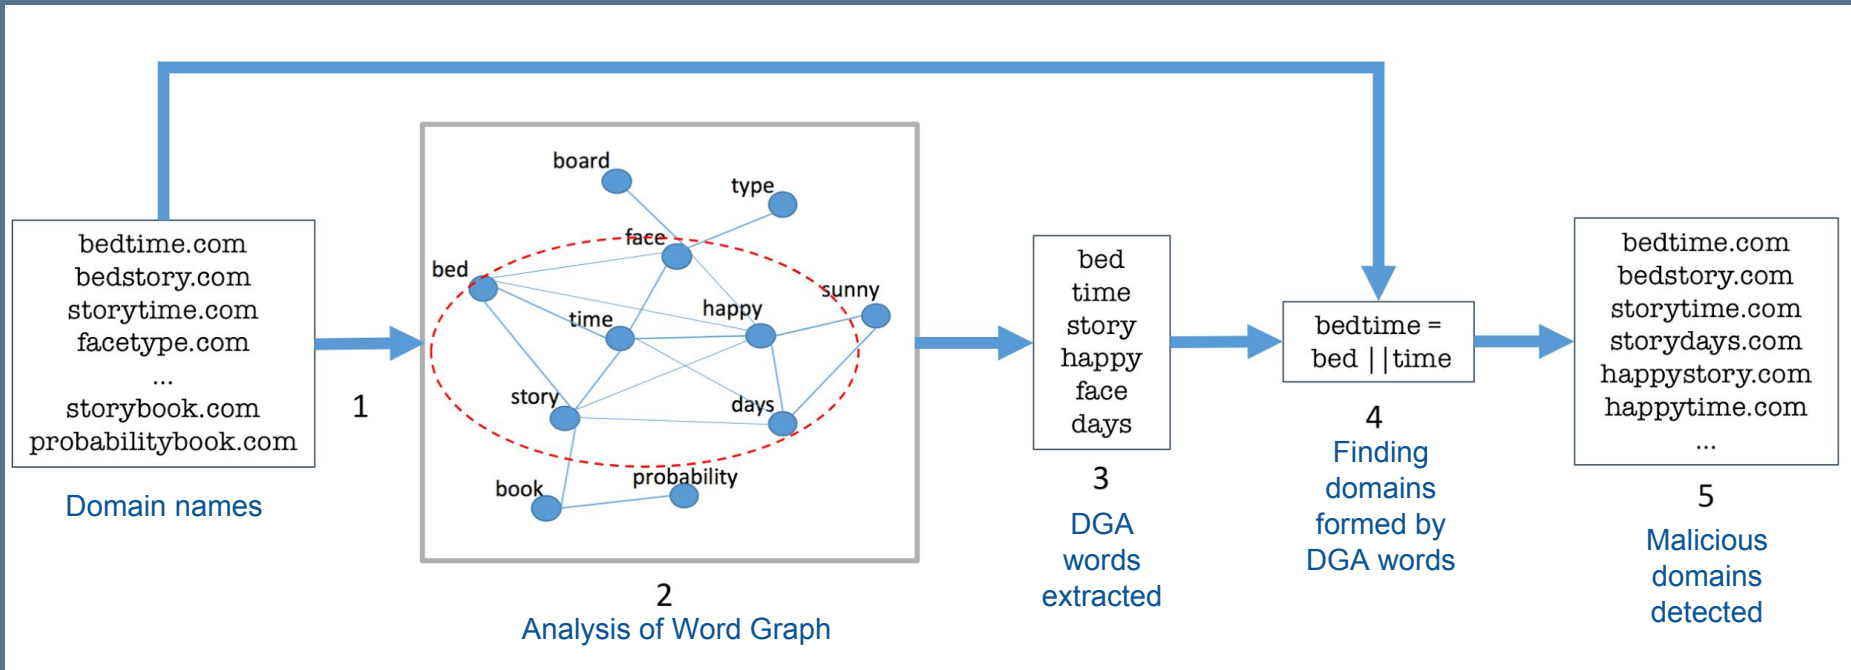 bedtime.com
bedstory.com
storytime.com
facetype.com
...
storybook.com
probabilitybook.com
Domain names
1
board
type
face
bed
sunny
happy
time
story
days
book
probability
2
Analysis of Word Graph
bed
time
story
happy
face
days
3
DGA
words
extracted
bedtime =
bed ||time
4
Finding
domains
formed by
DGA words
bedtime.com
bedstory.com
storytime.com
storydays.com
happystory.com
happytime.com
...
5
Malicious
domains
detected